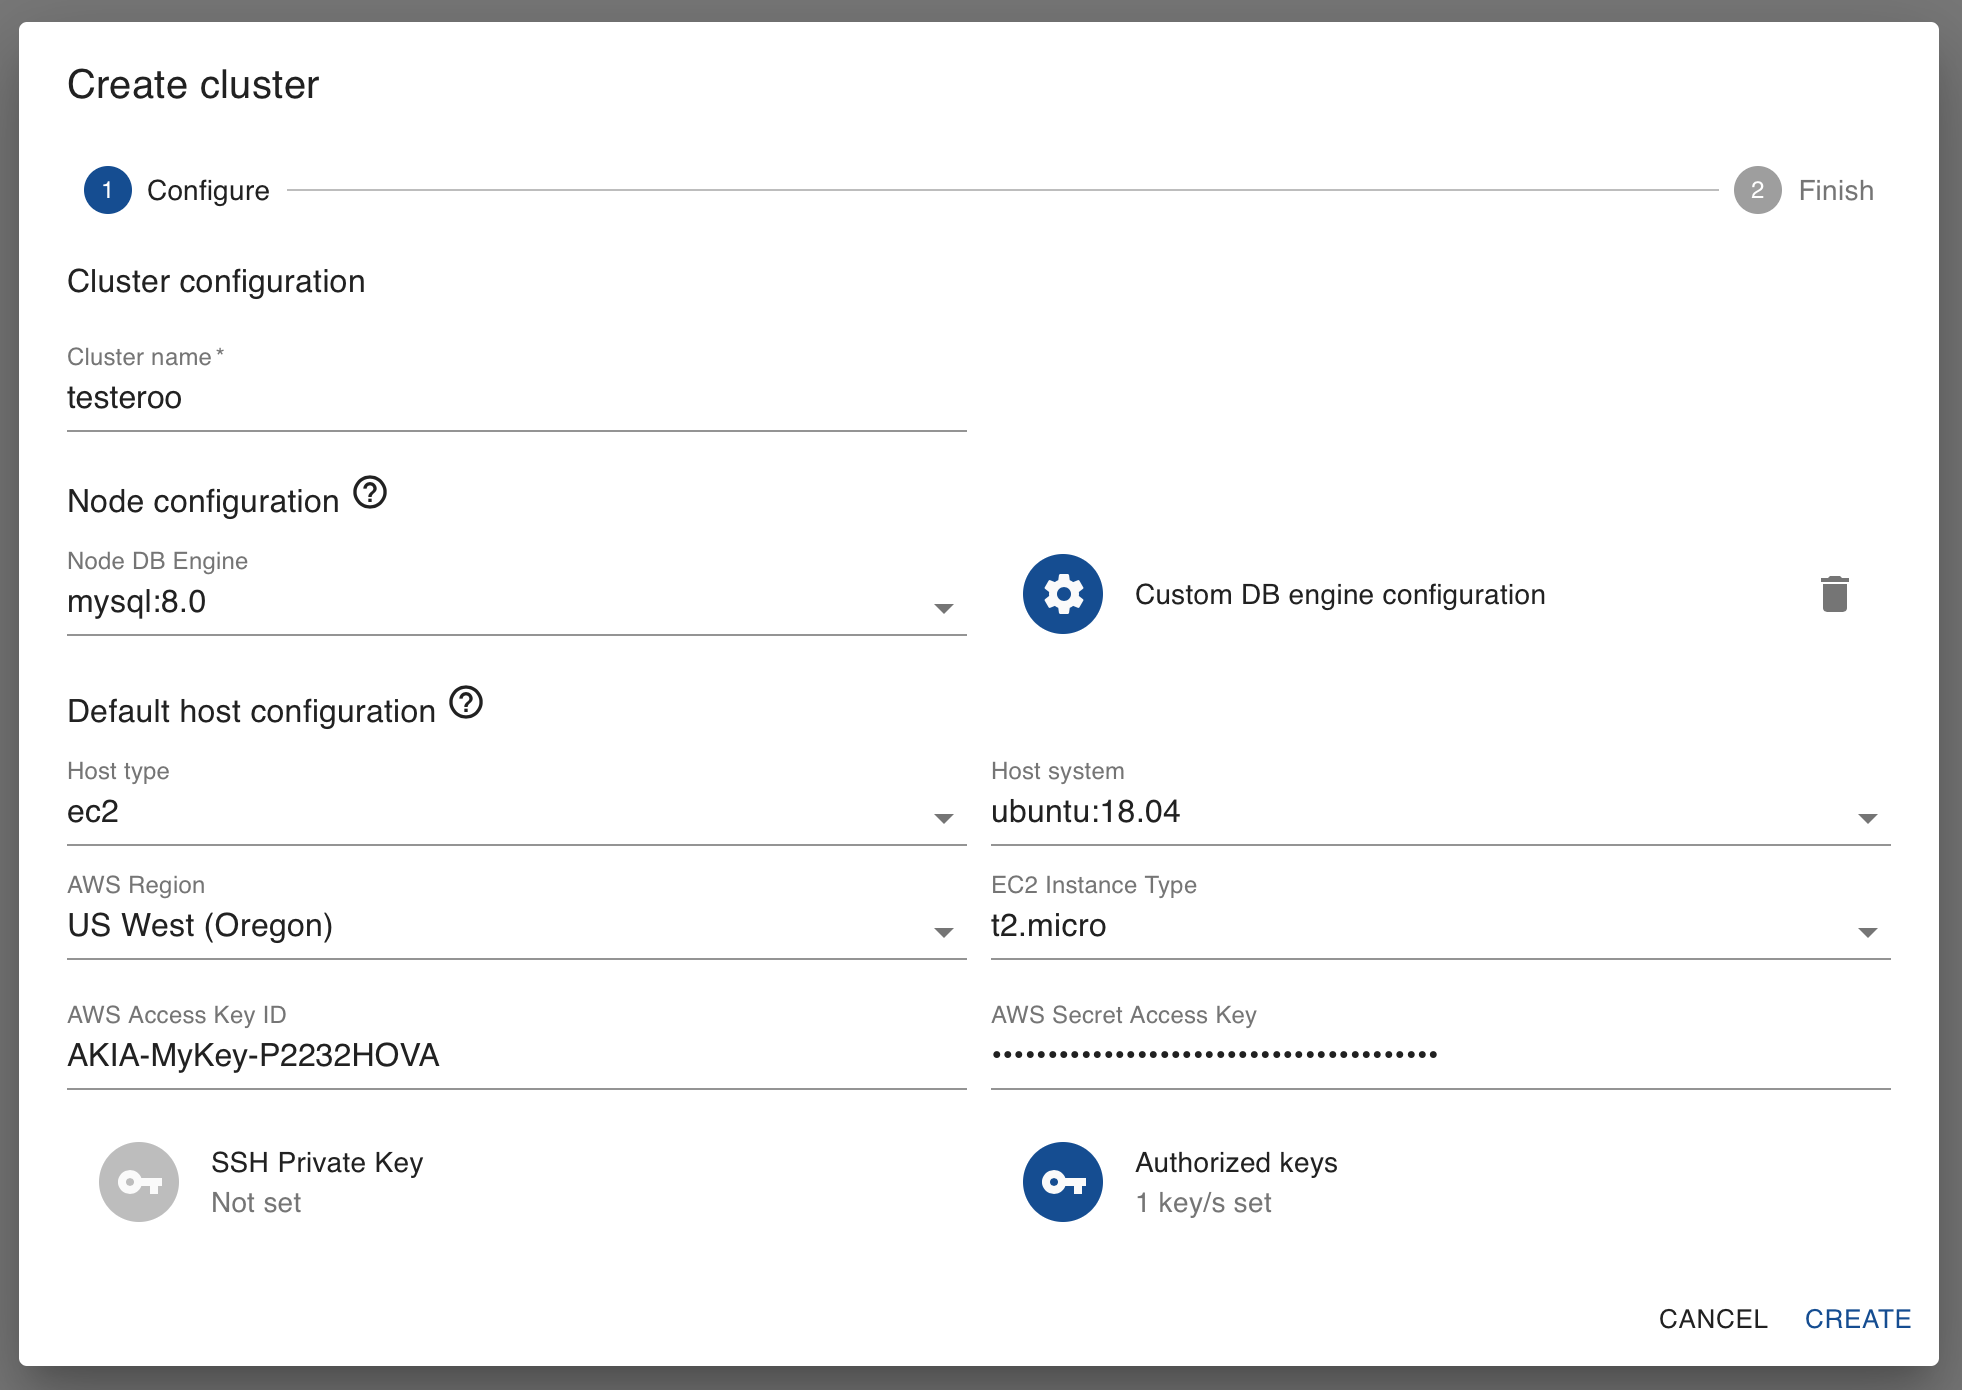 Create cluster
1 Configure
2 Finish
Cluster configuration
Cluster name *
testeroo
Node configuration ?
Node DB Engine
mysql:8.0
Custom DB engine configuration
Default host configuration ?
Host type
ec2
Host system
ubuntu:18.04
AWS Region
US West (Oregon)
EC2 Instance Type
t2.micro
AWS Access Key ID
AKIA-MyKey-P2232HOVA
AWS Secret Access Key
••••••••••••••••••••••••••••••••••••••••
SSH Private Key
Not set
Authorized keys
1 key/s set
CANCEL CREATE